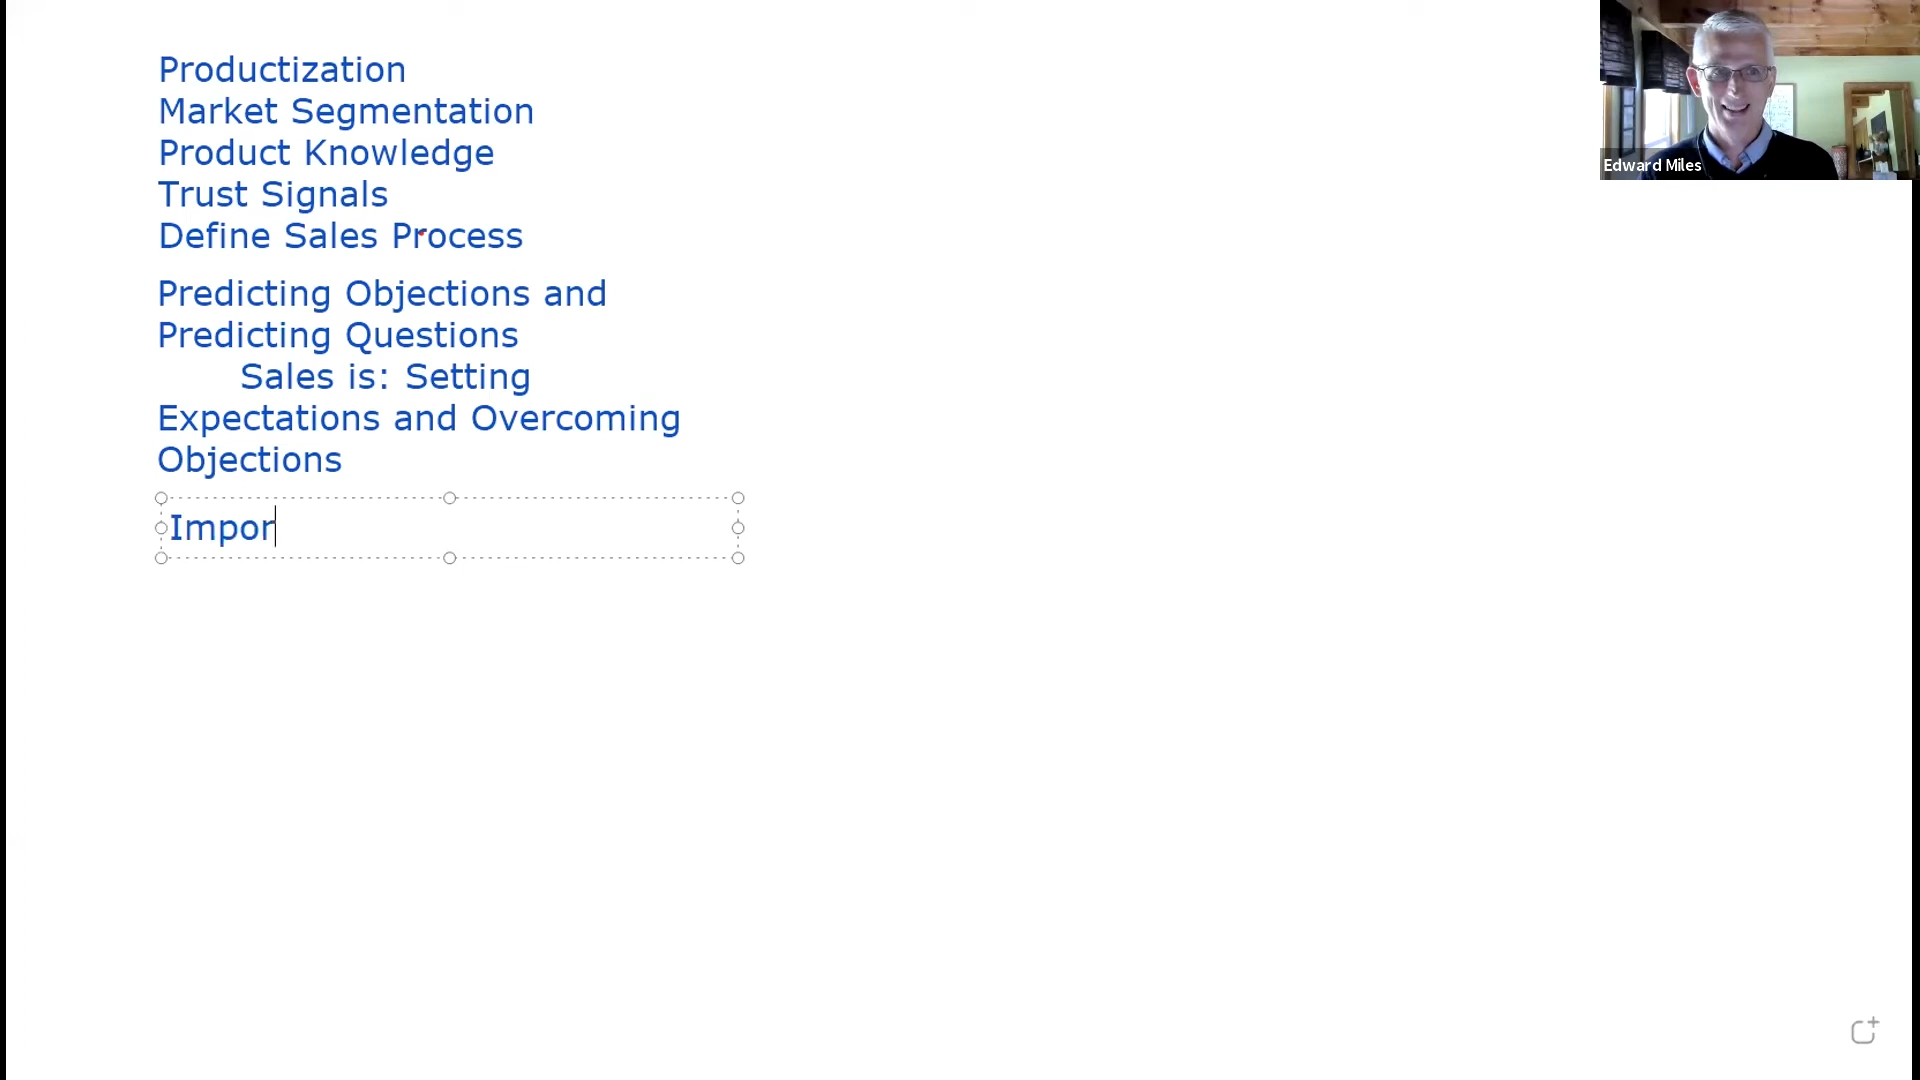 Productization
Market Segmentation
Product Knowledge
Trust Signals
Define Sales Process
Predicting Objections and
Predicting Questions
Sales is: Setting
Expectations and Overcoming
Objections
Impor
Edward Miles